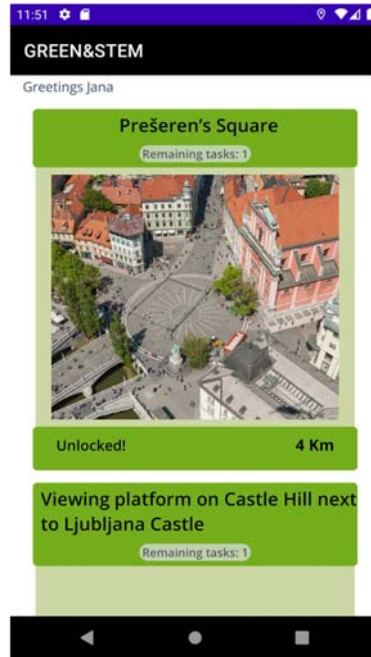 11:51
GREEN&STEM
Greetings Jana
Prešeren's Square
Remaining tasks: 1
Unlocked! 4 Km
Viewing platform on Castle Hill next
to Ljubljana Castle
Remaining tasks: 1